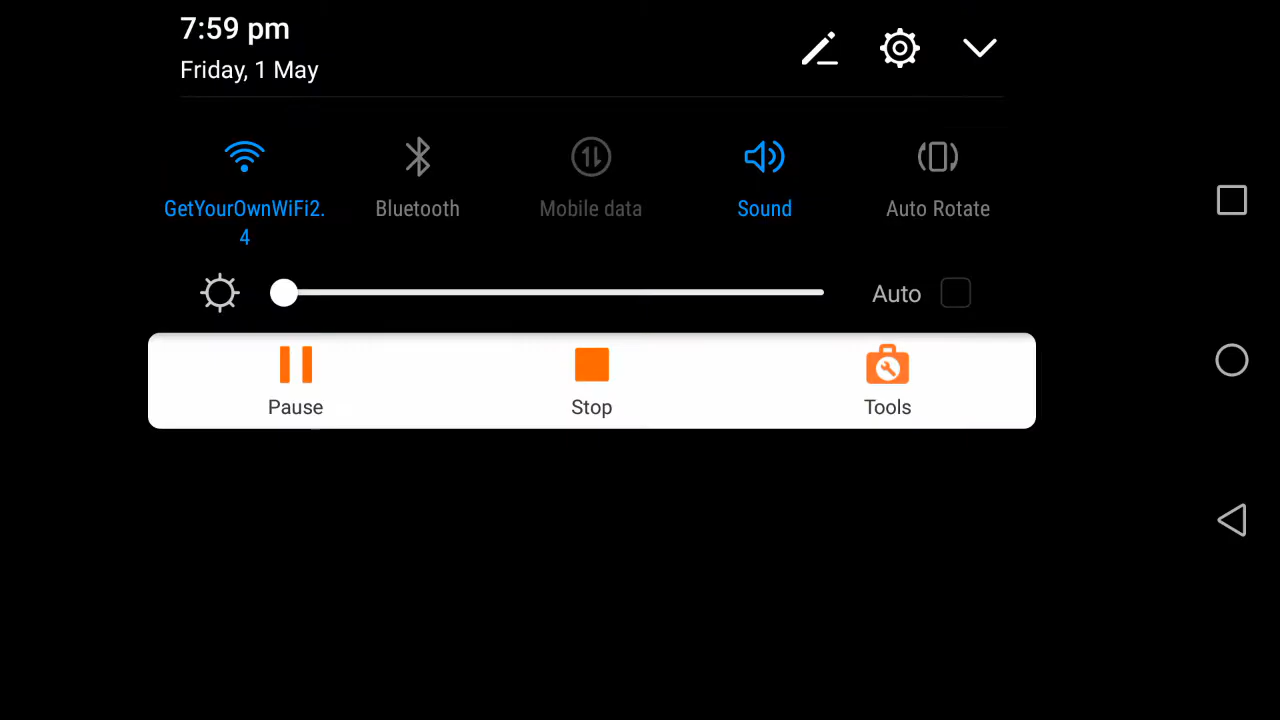 7:59 pm
Friday, 1 May
GetYourOwnWiFi2.
4
Bluetooth
Mobile data
Sound
Auto Rotate
Auto
Pause
Stop
Tools